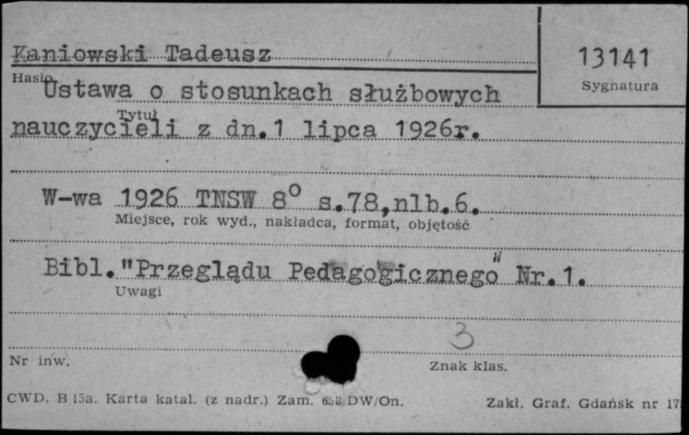 Kaniowski Tadeusz
13141
Hasło
Sygnatura
Ustawa o stosunkach służbowych
Tytuł
nauczycieli z dn.1 lipca 1926r.
W-wa 1926 TNSW 8° s.78,nlb.6.
Miejsce, rok wyd., nakładca, format, objętość
Bibl."Przeglądu Pedagogicznego" Nr.1.
Uwagi
3
Nr inw.
Znak klas.
CWD. B 15a. Karta katal. (z nadr.) Zam. DW/On.
Zakł. Graf. Gdańsk nr 17